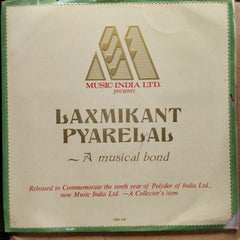 MUSIC INDIA LTD.
presents
LAXMIKANT
PYARELAL
~A musical bond
Released to Commemorate the tenth year of Polydor of India Ltd.,
now Music India Ltd. —A Collector's item